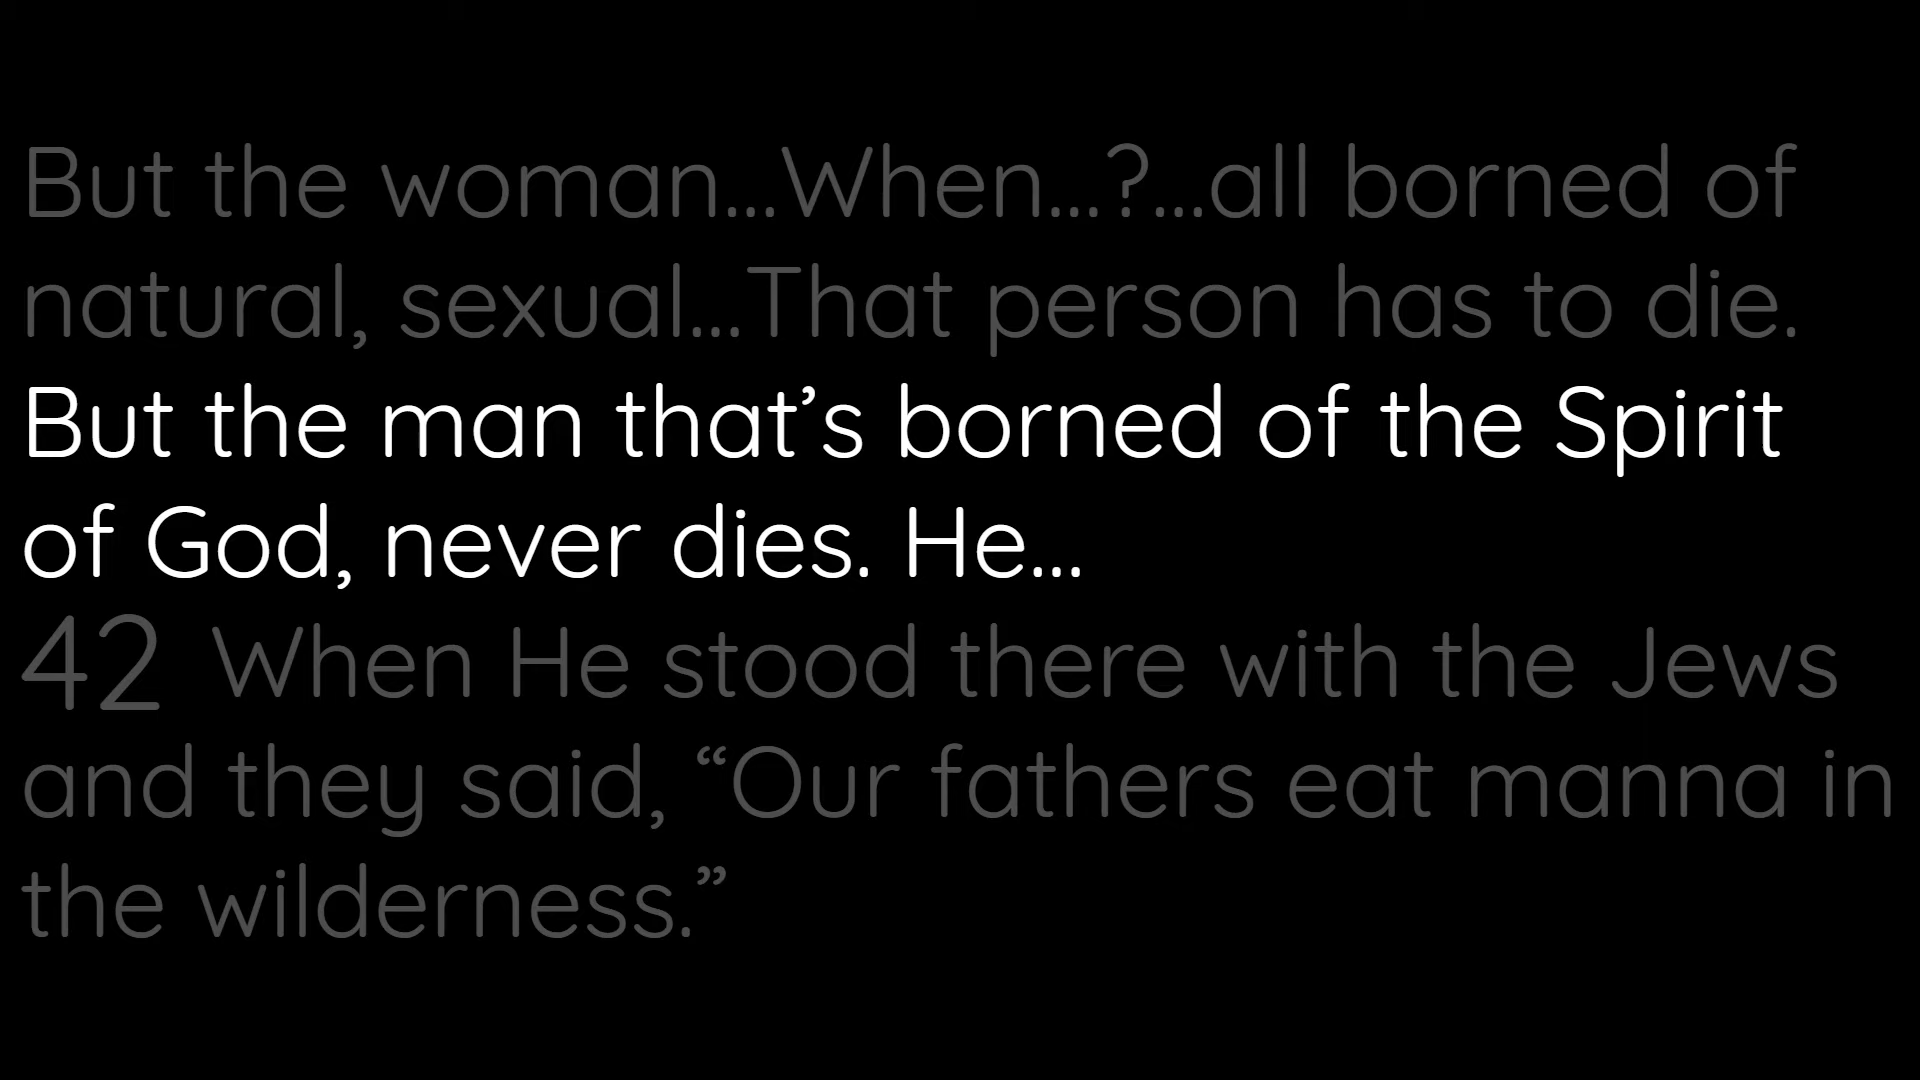 But the woman...When...?...all borned of
natural, sexual...That person has to die.
But the man that’s borned of the Spirit
of God, never dies. He...
42 When He stood there with the Jews
and they said, “Our fathers eat manna in
the wilderness.”